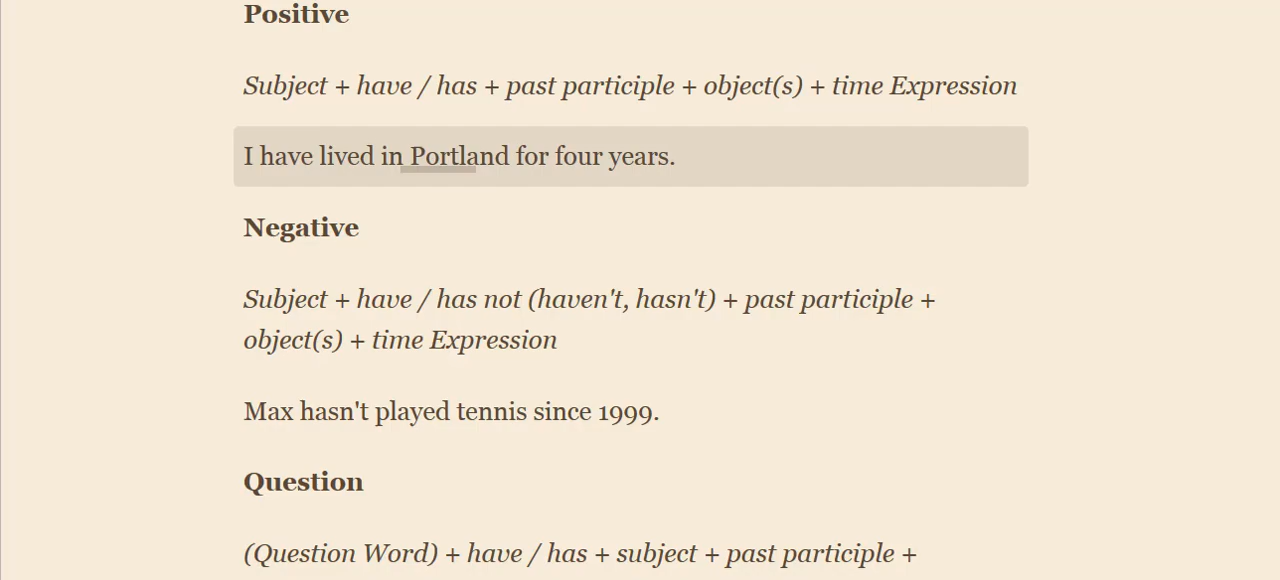 Positive
Subject + have / has + past participle + object(s) + time Expression
I have lived in Portland for four years.
Negative
Subject + have / has not (haven't, hasn't) + past participle +
object(s) + time Expression
Max hasn't played tennis since 1999.
Question
(Question Word) + have / has + subject + past participle +